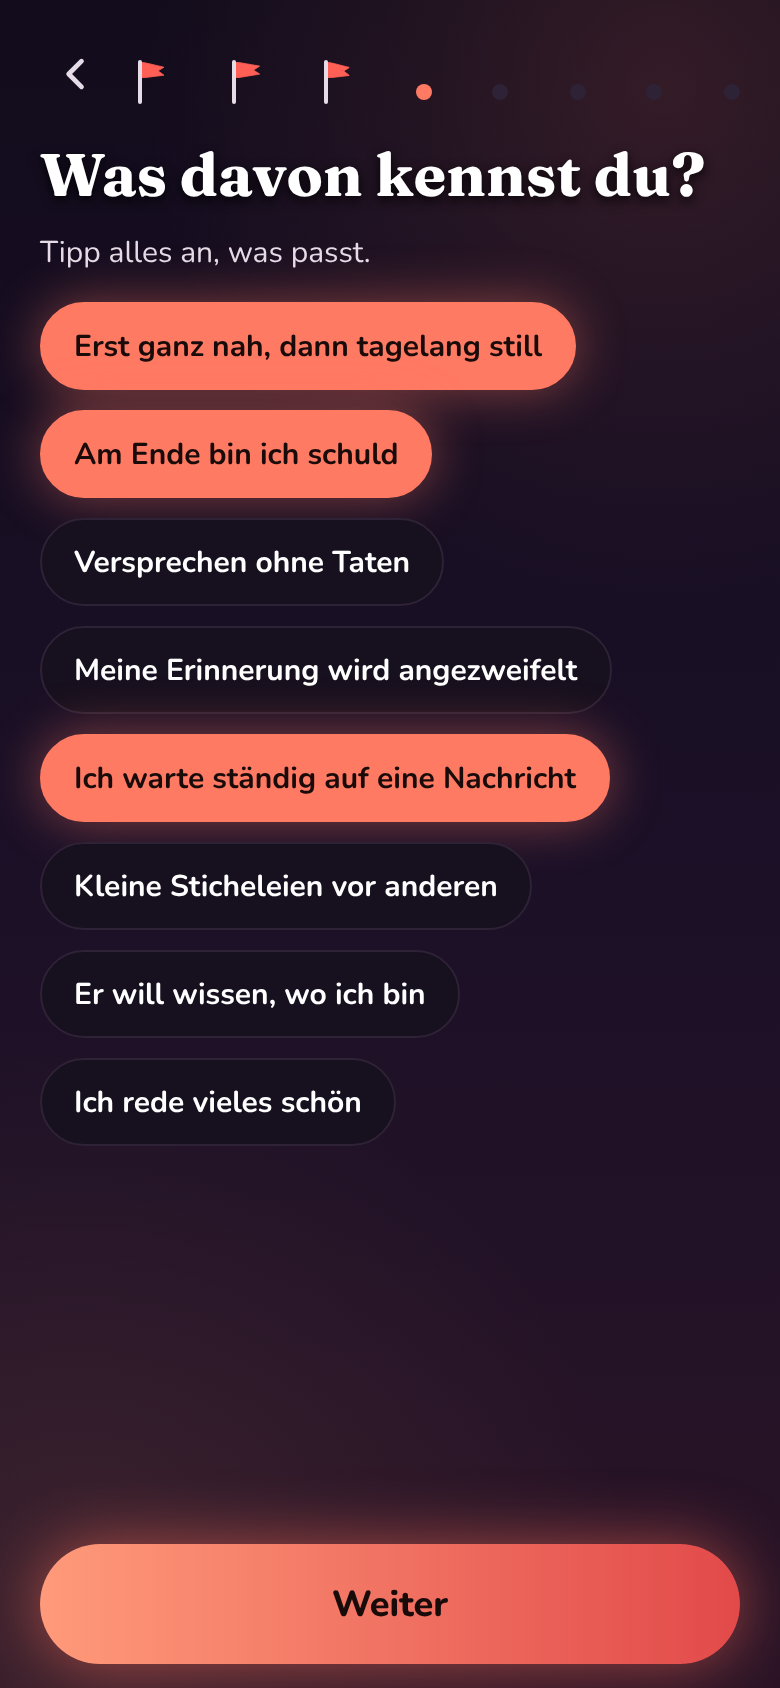 Was davon kennst du?
Tipp alles an, was passt.
Erst ganz nah, dann tagelang still
Am Ende bin ich schuld
Versprechen ohne Taten
Meine Erinnerung wird angezweifelt
Ich warte ständig auf eine Nachricht
Kleine Sticheleien vor anderen
Er will wissen, wo ich bin
Ich rede vieles schön
Weiter